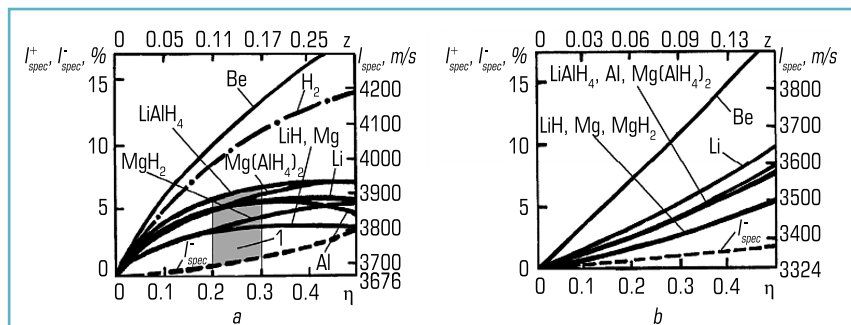 0 0.05 0.11 0.17 0.25 z
I⁺spec, I⁻spec, %
Ispec, m/s
15
10
5
0
Be
H₂
LiAlH₄
LiH, Mg
MgH₂
Mg(AlH₄)₂
Li
1
I⁻spec
Al
4200
4100
4000
3900
3800
3700
3676
0 0.1 0.2 0.3 0.4 η
a
0 0.03 0.06 0.09 0.13 z
I⁺spec, I⁻spec, %
Ispec, m/s
15
10
5
0
LiAlH₄, Al, Mg(AlH₄)₂
Be
LiH, Mg, MgH₂
Li
I⁻spec
3800
3700
3600
3500
3400
3324
0 0.1 0.2 0.3 0.4 η
b